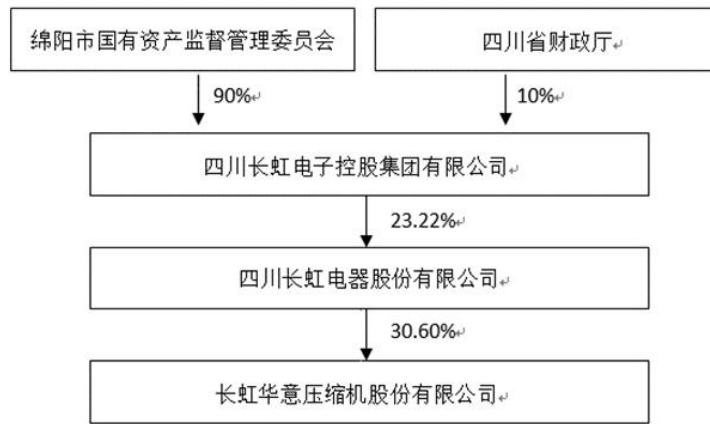 绵阳市国有资产监督管理委员会
四川省财政厅
90%
10%
四川长虹电子控股集团有限公司
23.22%
四川长虹电器股份有限公司
30.60%
长虹华意压缩机股份有限公司